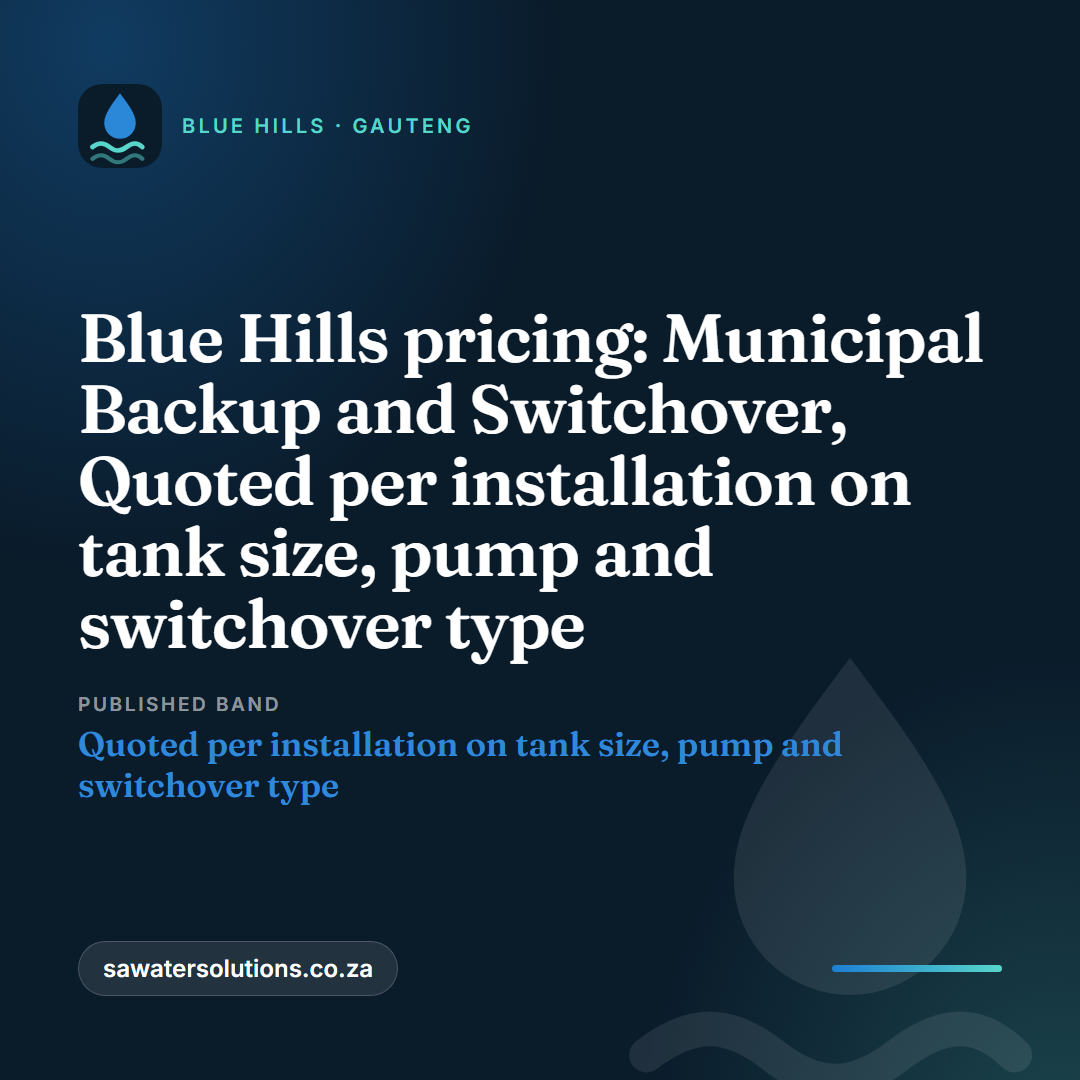 BLUE HILLS · GAUTENG
Blue Hills pricing: Municipal
Backup and Switchover,
Quoted per installation on
tank size, pump and
switchover type
PUBLISHED BAND
Quoted per installation on tank size, pump and
switchover type
sawatersolutions.co.za